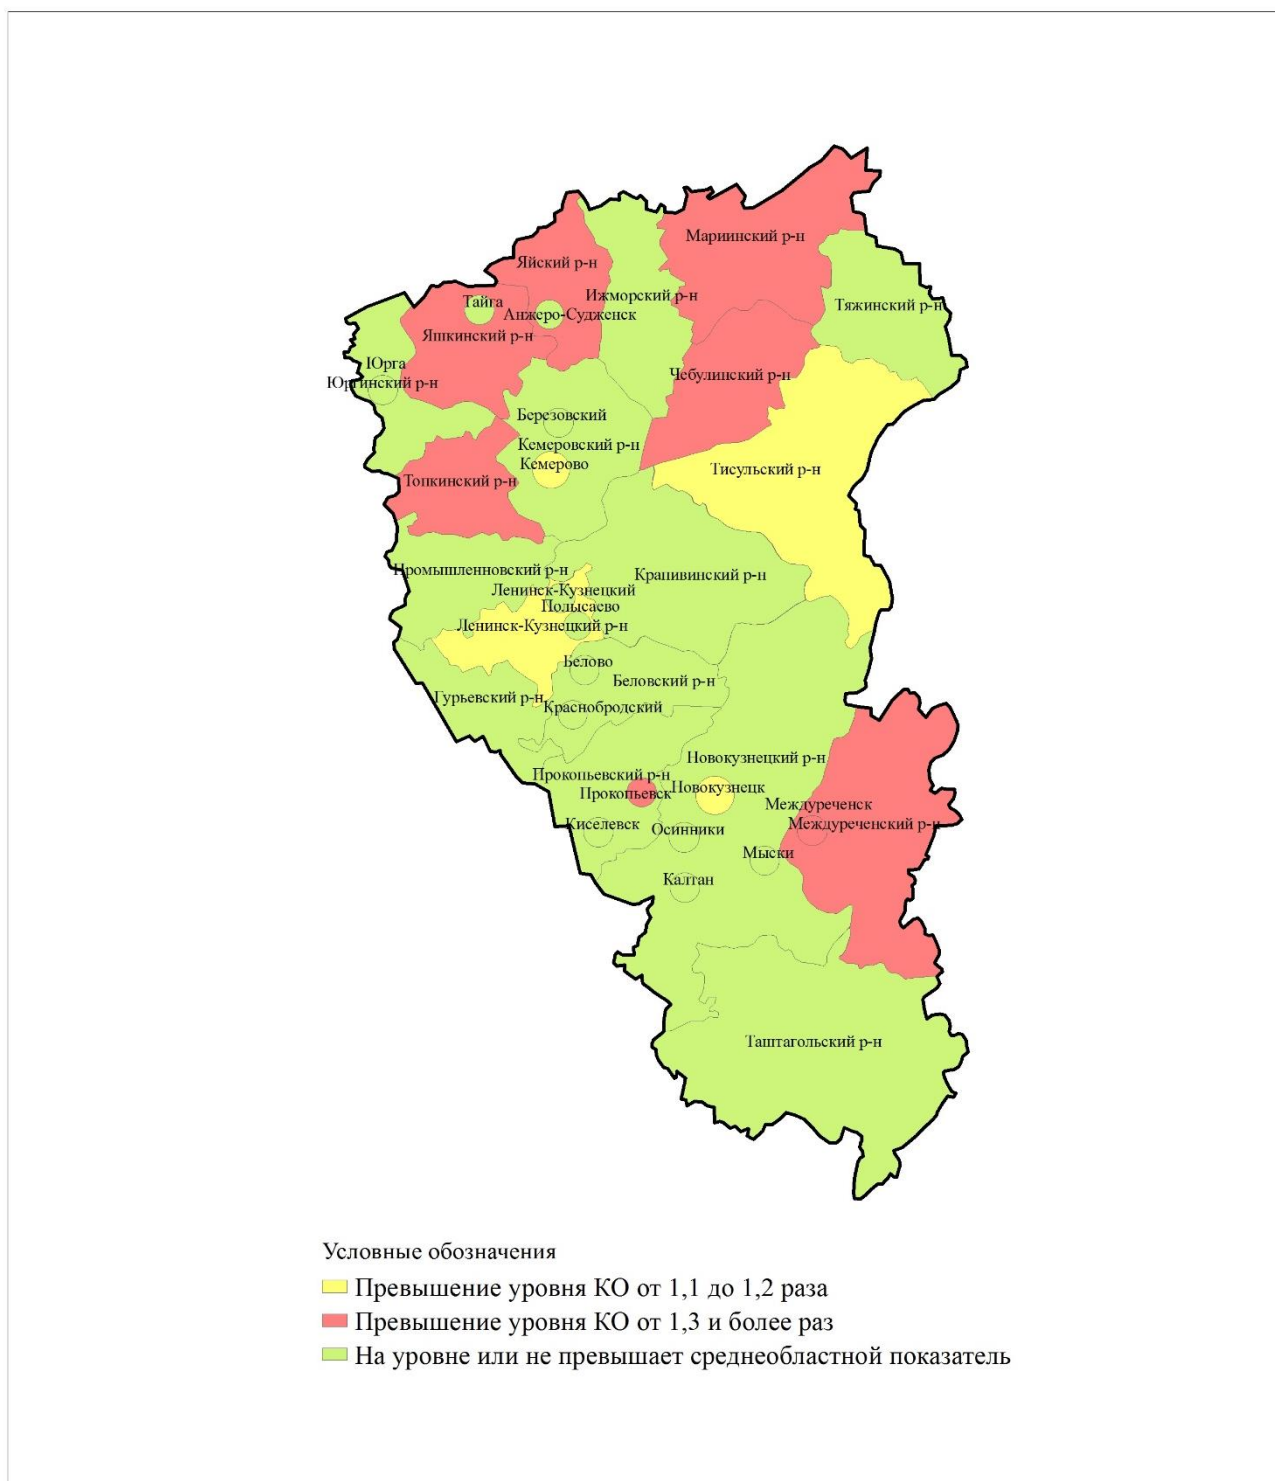 Мариинский р-н
Яйский р-н
Ижморский р-н
Тайга
Тяжинский р-н
Анжеро-Судженск
Яшкинский р-н
Юрга
Чебулинский р-н
Юргинский р-н
Березовский
Кемеровский р-н
Кемерово
Тисульский р-н
Топкинский р-н
Промышленновский р-н
Крапивинский р-н
Ленинск-Кузнецкий
Полысаево
Ленинск-Кузнецкий р-н
Белово
Беловский р-н
Гурьевский р-н
Краснобродский
Новокузнецкий р-н
Прокопьевский р-н
Новокузнецк
Прокопьевск
Междуреченск
Киселевск
Междуреченский р-н
Осинники
Мыски
Калтан
Таштагольский р-н
Условные обозначения
Превышение уровня КО от 1,1 до 1,2 раза
Превышение уровня КО от 1,3 и более раз
На уровне или не превышает среднеобластной показатель